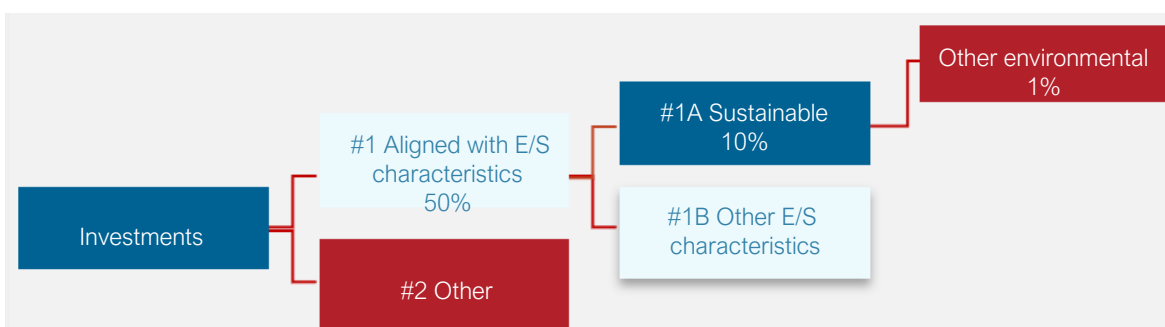 Investments
#1 Aligned with E/S
characteristics
50%
#2 Other
#1A Sustainable
10%
#1B Other E/S
characteristics
Other environmental
1%